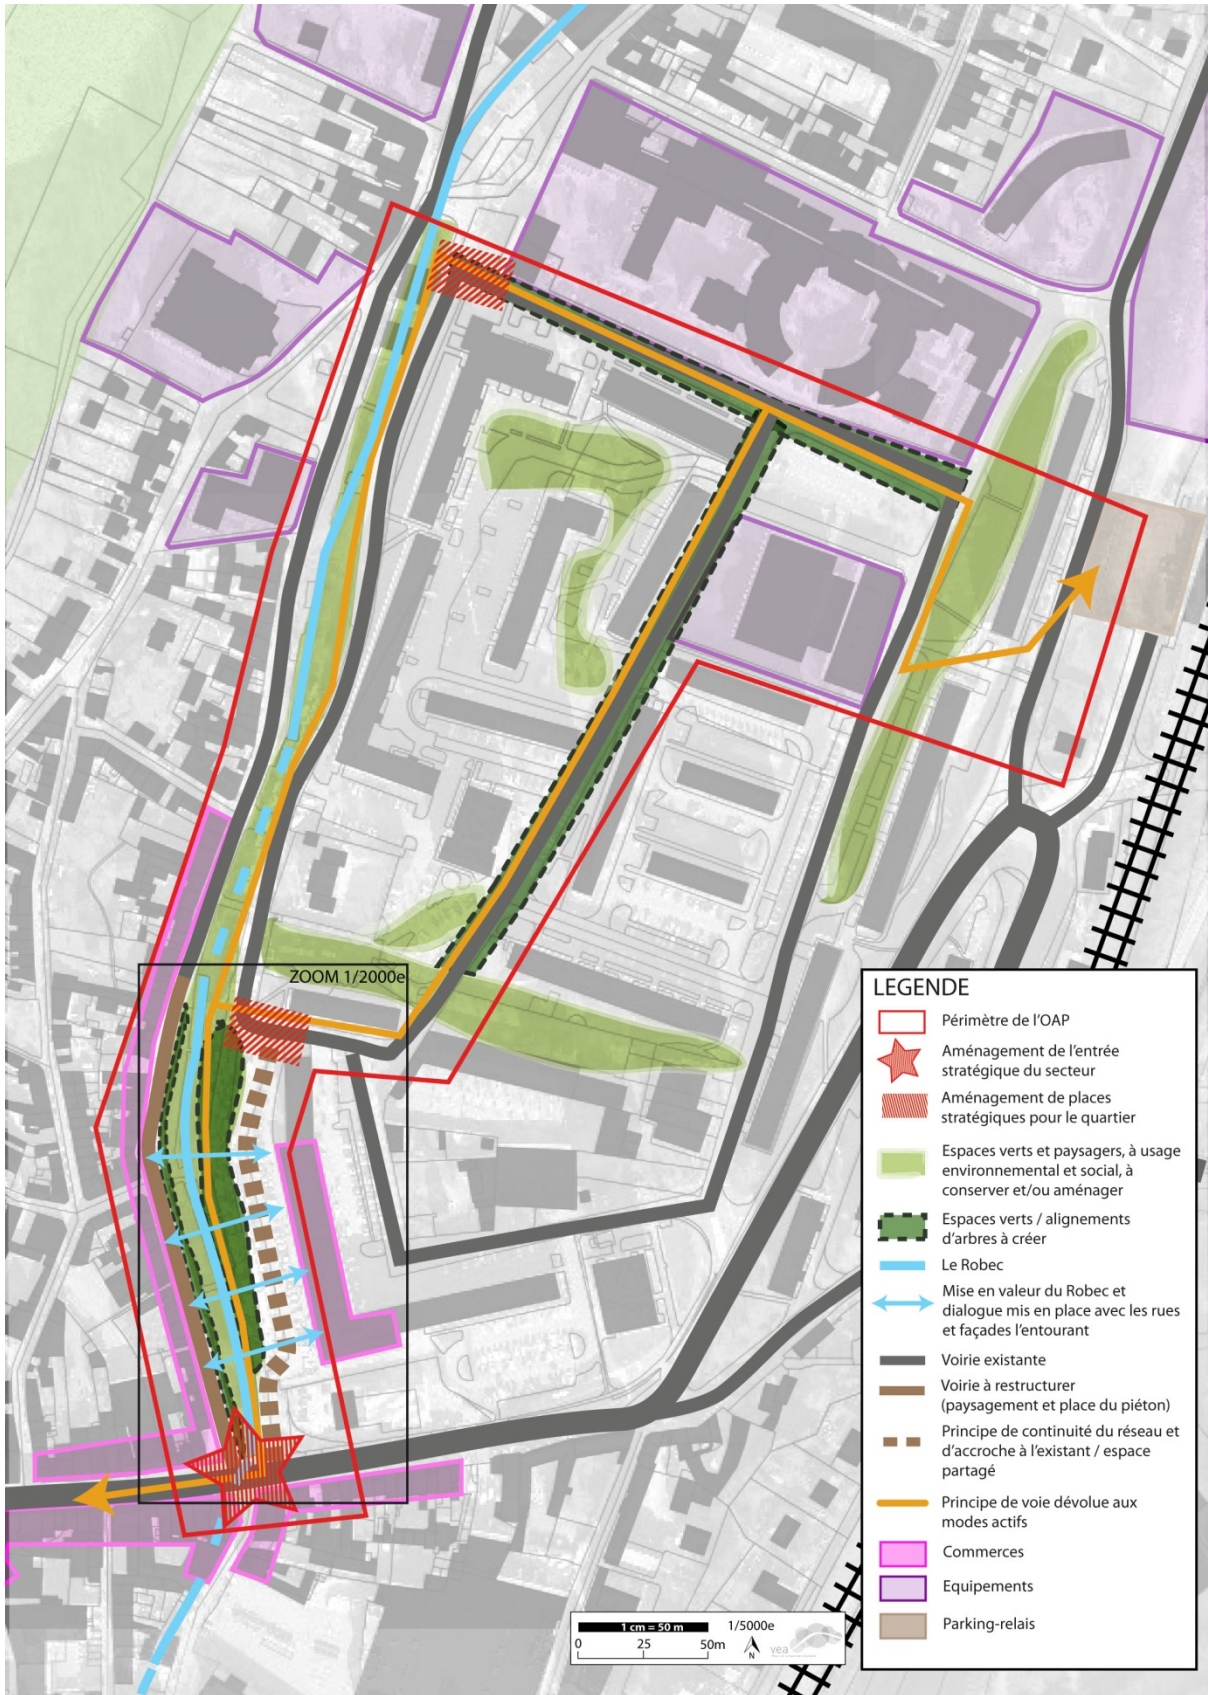 ZOOM 1/2000e
LEGENDE
Périmètre de l'OAP
Aménagement de l'entrée
stratégique du secteur
Aménagement de places
stratégiques pour le quartier
Espaces verts et paysagers, à usage
environnemental et social, à
conserver et/ou aménager
Espaces verts / alignements
d'arbres à créer
Le Robec
Mise en valeur du Robec et
dialogue mis en place avec les rues
et façades l'entourant
Voirie existante
Voirie à restructurer
(paysagement et place du piéton)
Principe de continuité du réseau et
d'accroche à l'existant / espace
partagé
Principe de voie dévolue aux
modes actifs
Commerces
Equipements
Parking-relais
1 cm = 50 m
1/5000e
0 25 50m
N
vea